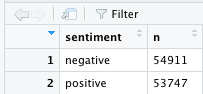 Filter
sentiment n
1 negative 54911
2 positive 53747